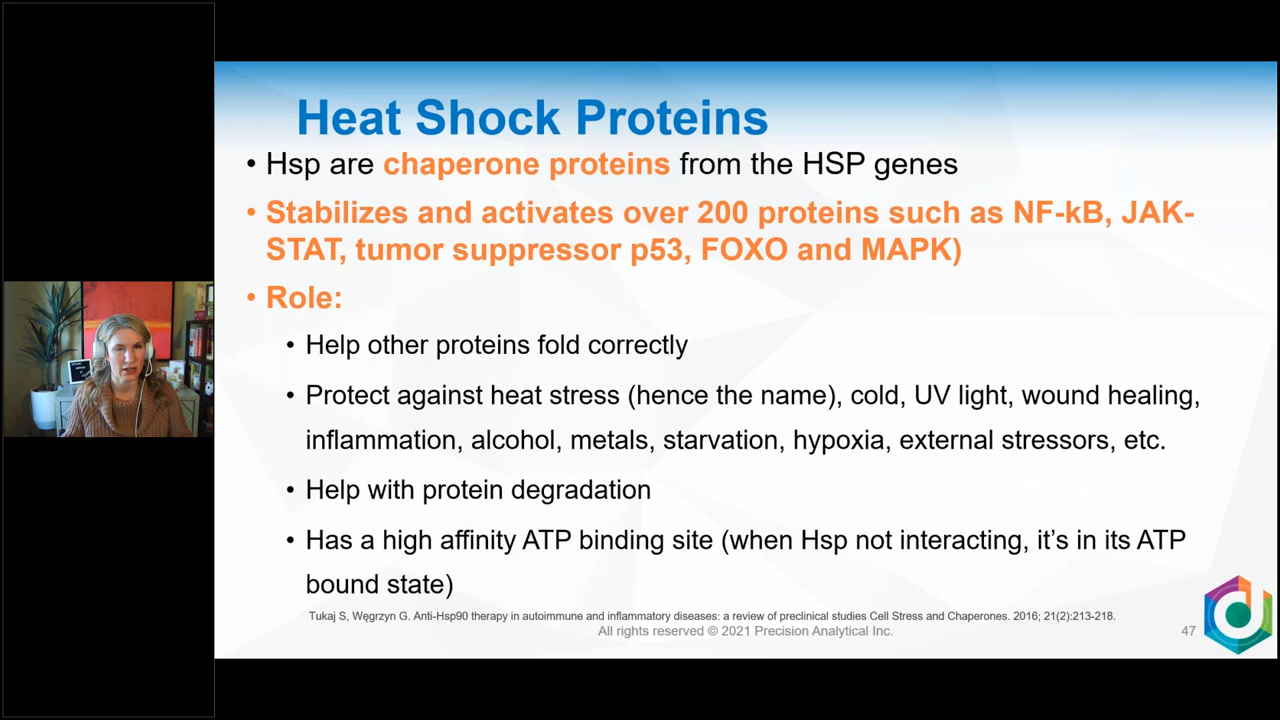 Heat Shock Proteins
• Hsp are chaperone proteins from the HSP genes
• Stabilizes and activates over 200 proteins such as NF-kB, JAK-
STAT, tumor suppressor p53, FOXO and MAPK)
• Role:
• Help other proteins fold correctly
• Protect against heat stress (hence the name), cold, UV light, wound healing,
inflammation, alcohol, metals, starvation, hypoxia, external stressors, etc.
• Help with protein degradation
• Has a high affinity ATP binding site (when Hsp not interacting, it’s in its ATP
bound state)
Tukaj S, Węgrzyn G. Anti-Hsp90 therapy in autoimmune and inflammatory diseases: a review of preclinical studies Cell Stress and Chaperones. 2016; 21(2):213-218.
All rights reserved © 2021 Precision Analytical Inc.
47